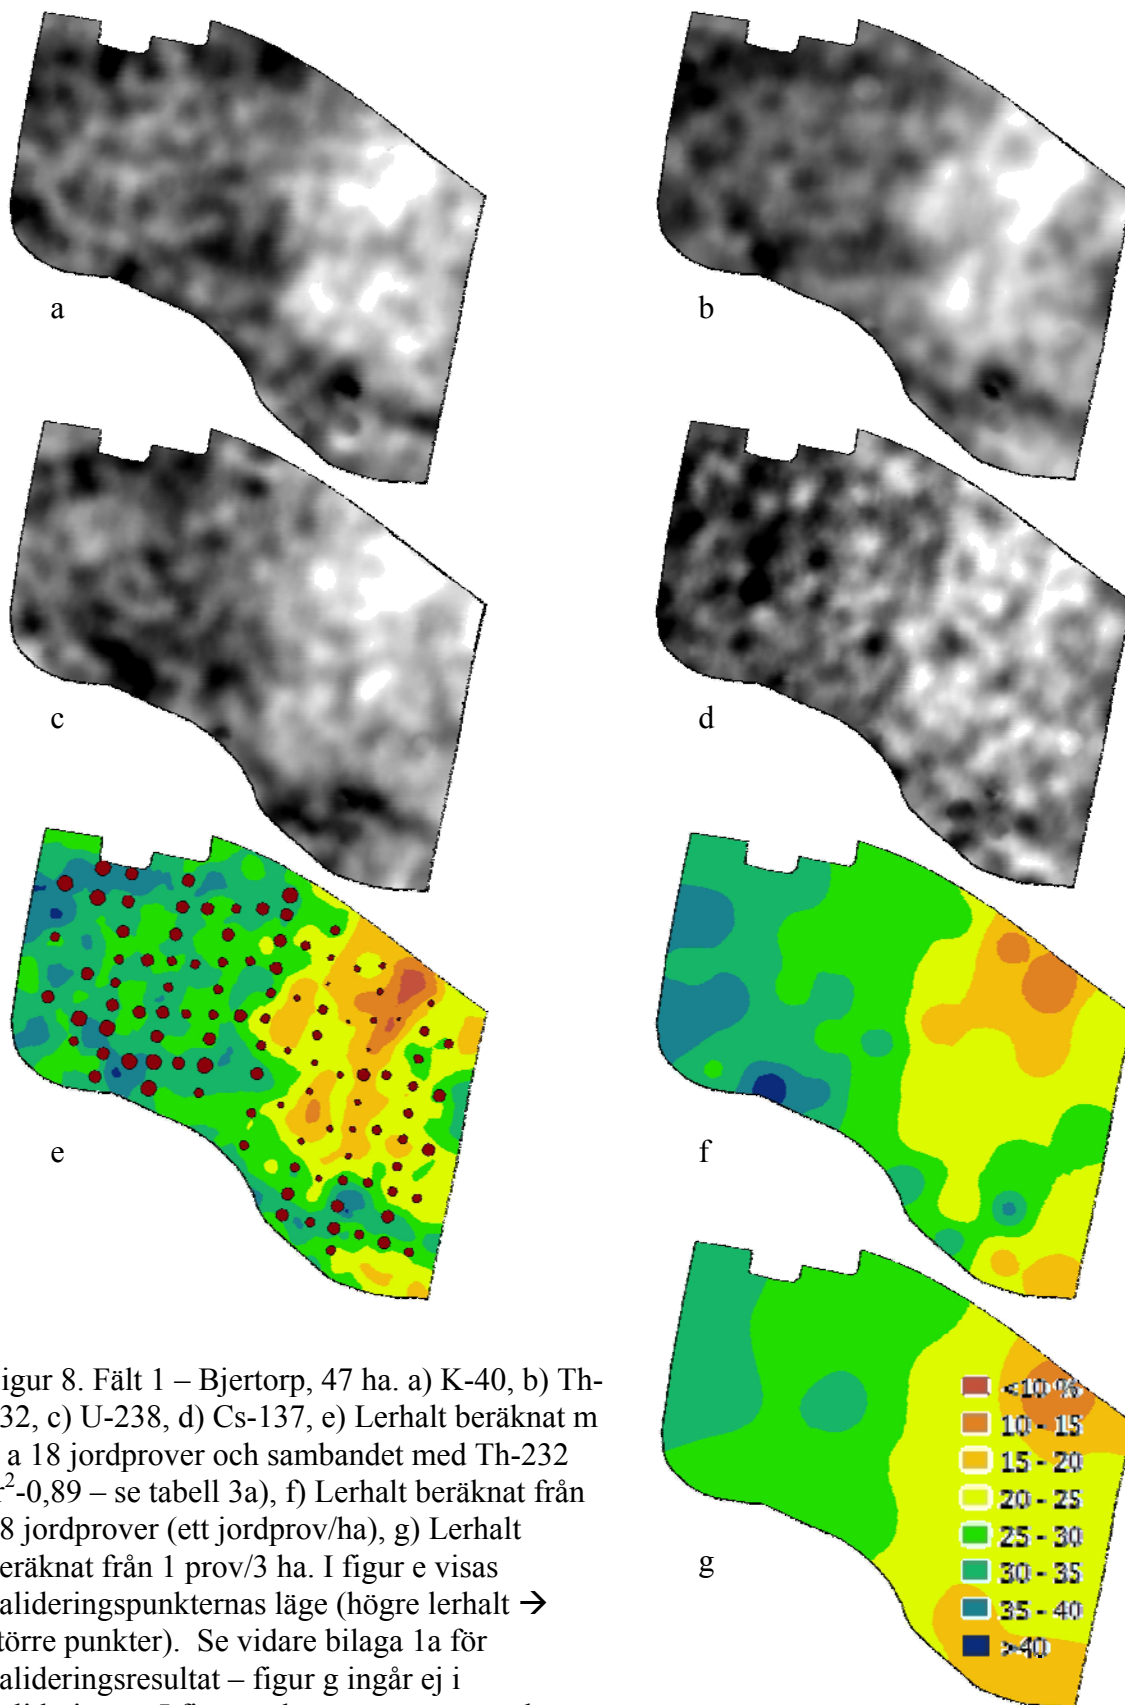 a
b
c
d
e
f
g
igur 8. Fält 1 – Bjertorp, 47 ha. a) K-40, b) Th-
32, c) U-238, d) Cs-137, e) Lerhalt beräknat m
a 18 jordprover och sambandet med Th-232
r²-0,89 – se tabell 3a), f) Lerhalt beräknat från
8 jordprover (ett jordprov/ha), g) Lerhalt
eräknat från 1 prov/3 ha. I figur e visas
alideringspunkternas läge (högre lerhalt →
törre punkter). Se vidare bilaga 1a för
alideringsresultat – figur g ingår ej i
<10 %
10 - 15
15 - 20
20 - 25
25 - 30
30 - 35
35 - 40
>40